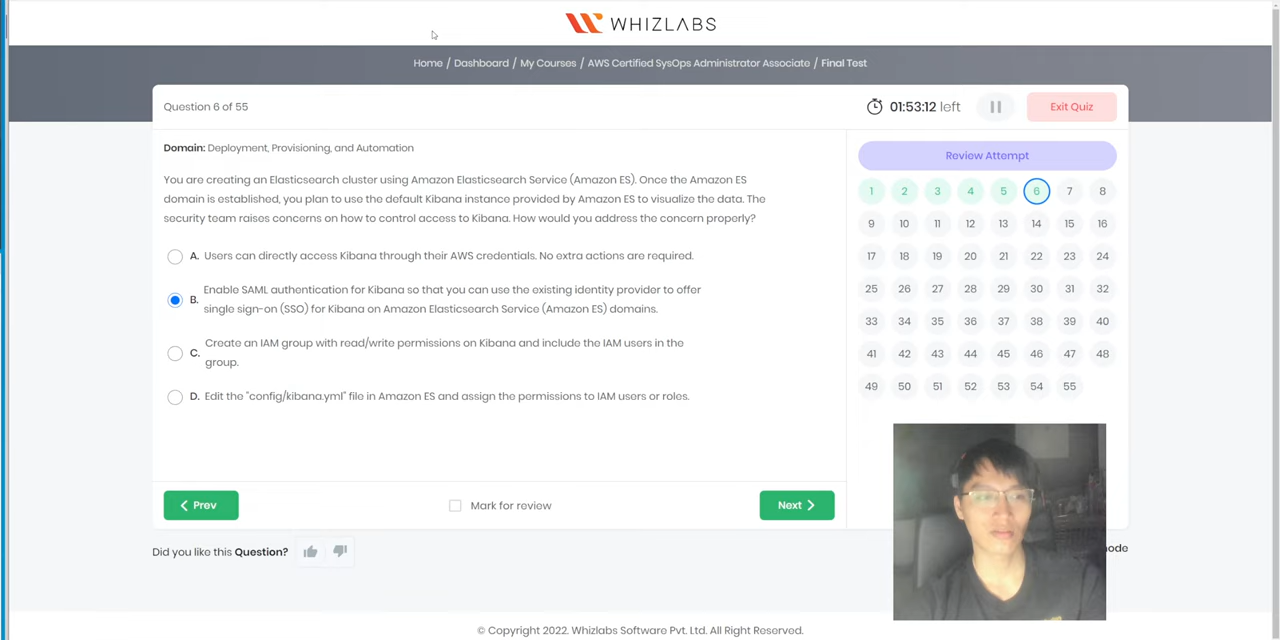 WHIZLABS
Home / Dashboard / My Courses / AWS Certified SysOps Administrator Associate / Final Test
Question 6 of 55
01:53:12 left
Exit Quiz
Domain: Deployment, Provisioning, and Automation
You are creating an Elasticsearch cluster using Amazon Elasticsearch Service (Amazon ES). Once the Amazon ES
domain is established, you plan to use the default Kibana instance provided by Amazon ES to visualize the data. The
security team raises concerns on how to control access to Kibana. How would you address the concern properly?
A. Users can directly access Kibana through their AWS credentials. No extra actions are required.
B. Enable SAML authentication for Kibana so that you can use the existing identity provider to offer
single sign-on (SSO) for Kibana on Amazon Elasticsearch Service (Amazon ES) domains.
C. Create an IAM group with read/write permissions on Kibana and include the IAM users in the
group.
D. Edit the "config/kibana.yml" file in Amazon ES and assign the permissions to IAM users or roles.
Prev
Mark for review
Next
Review Attempt
1 2 3 4 5 6 7 8
9 10 11 12 13 14 15 16
17 18 19 20 21 22 23 24
25 26 27 28 29 30 31 32
33 34 35 36 37 38 39 40
41 42 43 44 45 46 47 48
49 50 51 52 53 54 55
Did you like this Question?
ode
© Copyright 2022. Whizlabs Software Pvt. Ltd. All Right Reserved.